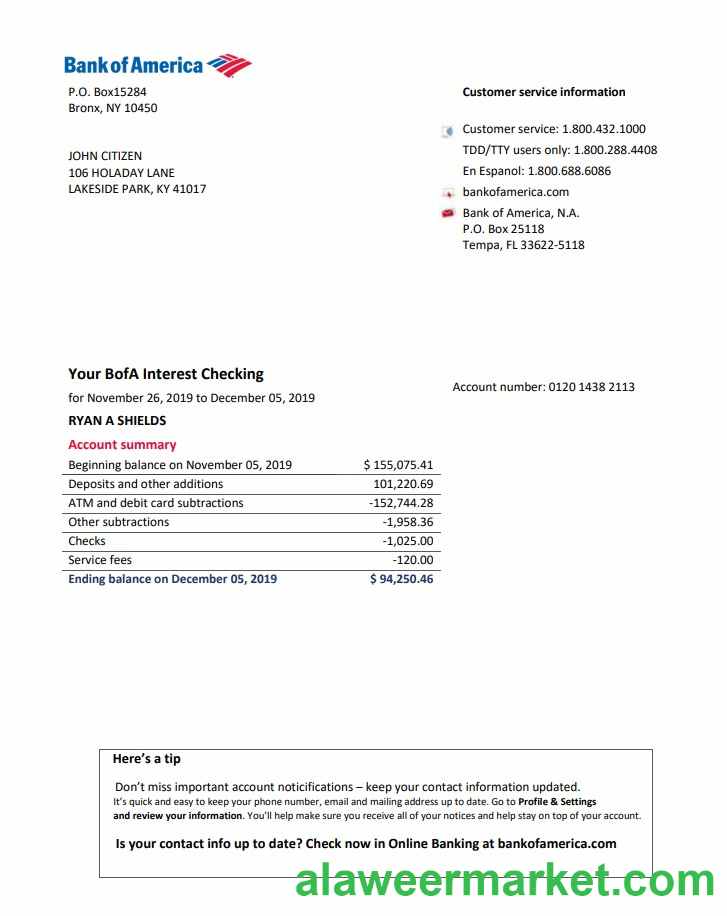 Bank of America
P.O. Box15284
Bronx, NY 10450
JOHN CITIZEN
106 HOLADAY LANE
LAKESIDE PARK, KY 41017
Customer service information
Customer service: 1.800.432.1000
TDD/TTY users only: 1.800.288.4408
En Espanol: 1.800.688.6086
bankofamerica.com
Bank of America, N.A.
P.O. Box 25118
Tempa, FL 33622-5118
Your BofA Interest Checking
for November 26, 2019 to December 05, 2019
Account number: 0120 1438 2113
RYAN A SHIELDS
Account summary
Beginning balance on November 05, 2019 $ 155,075.41
Deposits and other additions 101,220.69
ATM and debit card subtractions -152,744.28
Other subtractions -1,958.36
Checks -1,025.00
Service fees -120.00
Ending balance on December 05, 2019 $ 94,250.46
Here's a tip
Don't miss important account noticifications – keep your contact information updated.
It's quick and easy to keep your phone number, email and mailing address up to date. Go to Profile & Settings
and review your information. You'll help make sure you receive all of your notices and help stay on top of your account.
Is your contact info up to date? Check now in Online Banking at bankofamerica.com
alaweermarket.com